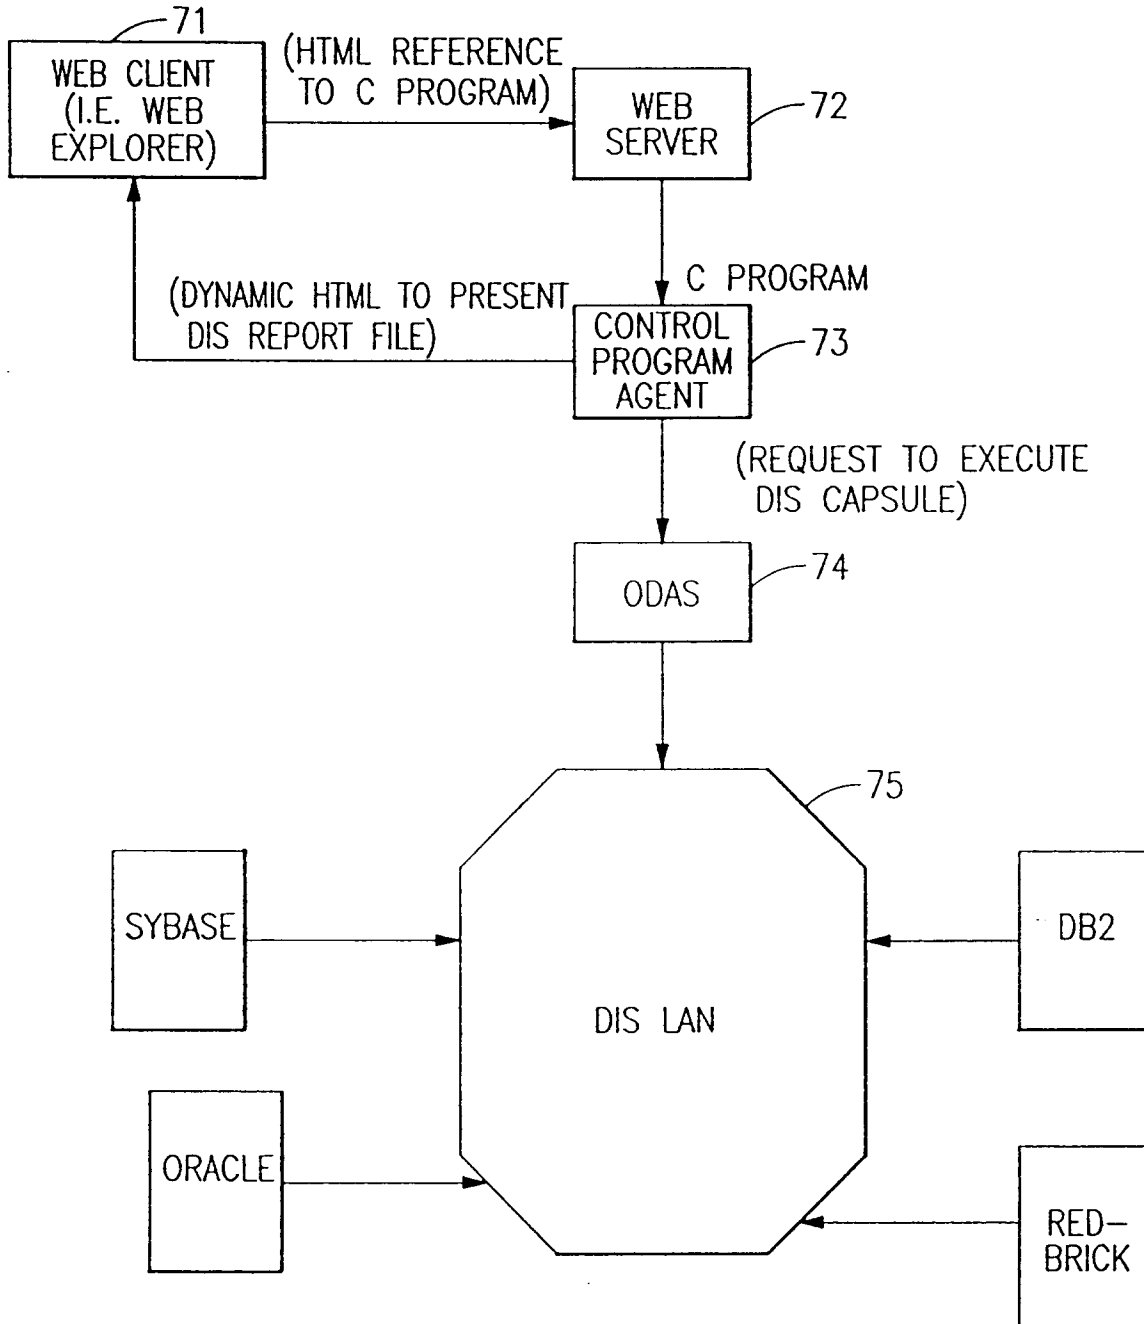 71
WEB CLIENT
(I.E. WEB
EXPLORER)
(HTML REFERENCE
TO C PROGRAM)
WEB
SERVER
72
C PROGRAM
(DYNAMIC HTML TO PRESENT
DIS REPORT FILE)
CONTROL
PROGRAM
AGENT
73
(REQUEST TO EXECUTE
DIS CAPSULE)
ODAS
74
75
SYBASE
DB2
DIS LAN
ORACLE
RED-
BRICK